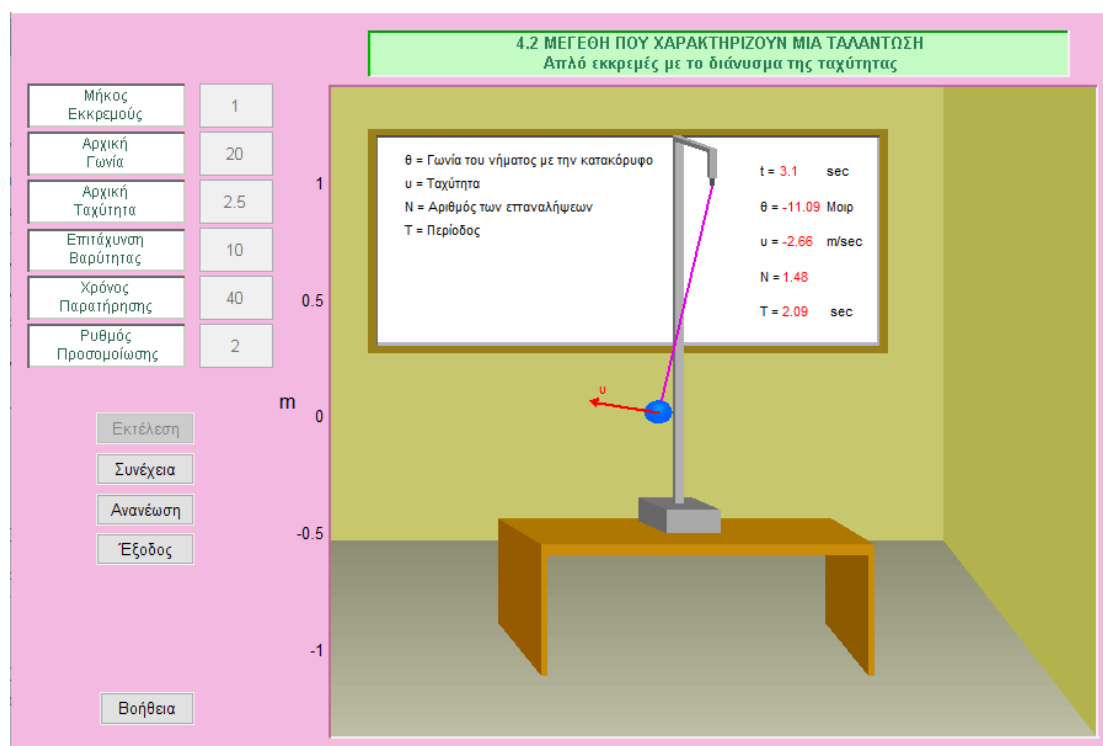 4.2 ΜΕΓΕΘΗ ΠΟΥ ΧΑΡΑΚΤΗΡΙΖΟΥΝ ΜΙΑ ΤΑΛΑΝΤΩΣΗ
Απλό εκκρεμές με το διάνυσμα της ταχύτητας
Μήκος
Εκκρεμούς
1
Αρχική
Γωνία
20
Αρχική
Ταχύτητα
2.5
Επιτάχυνση
Βαρύτητας
10
Χρόνος
Παρατήρησης
40
Ρυθμός
Προσομοίωσης
2
Εκτέλεση
Συνέχεια
Ανανέωση
Έξοδος
Βοήθεια
m
1
0.5
0
-0.5
-1
θ = Γωνία του νήματος με την κατακόρυφο
υ = Ταχύτητα
Ν = Αριθμός των επαναλήψεων
Τ = Περίοδος
t = 3.1 sec
θ = -11.09 Μοιρ
υ = -2.66 m/sec
N = 1.48
T = 2.09 sec
υ